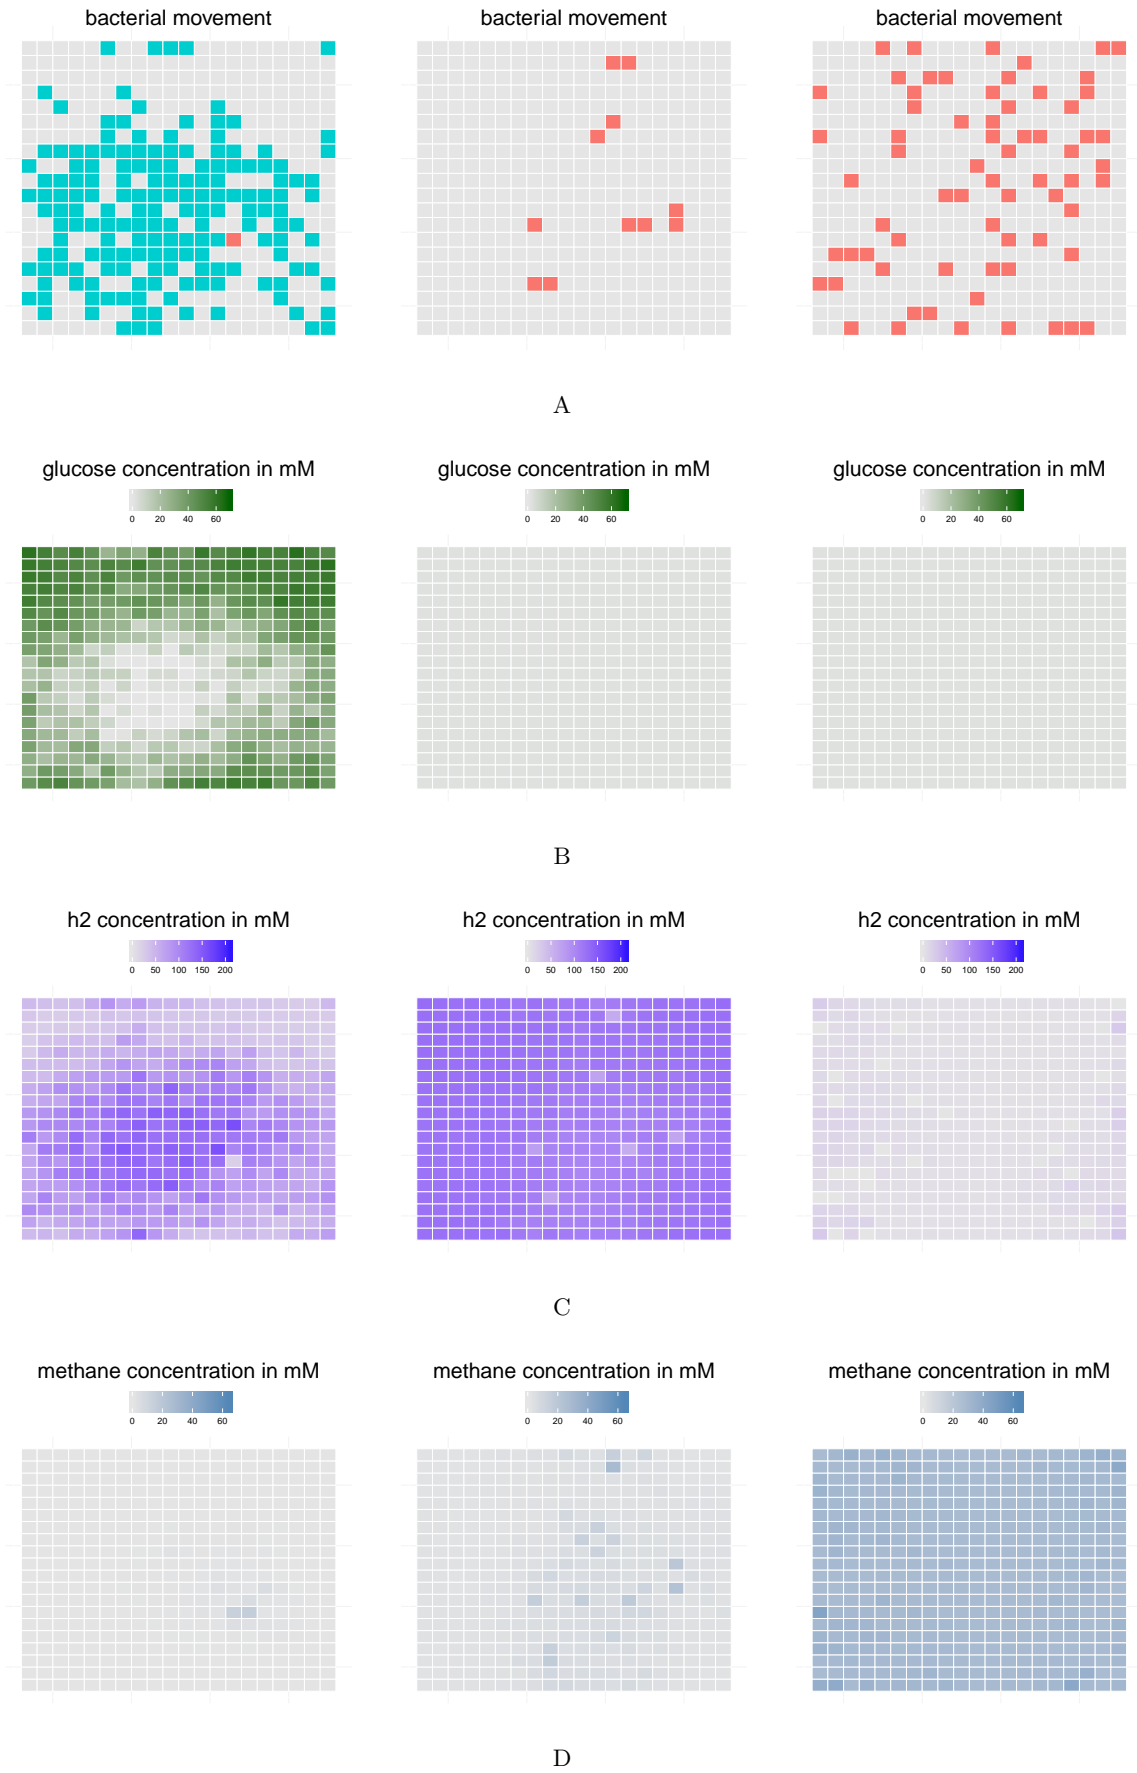 bacterial movement bacterial movement bacterial movement
A
glucose concentration in mM glucose concentration in mM glucose concentration in mM
0 20 40 60 0 20 40 60 0 20 40 60
B
h2 concentration in mM h2 concentration in mM h2 concentration in mM
0 50 100 150 200 0 50 100 150 200 0 50 100 150 200
C
methane concentration in mM methane concentration in mM methane concentration in mM
0 20 40 60 0 20 40 60 0 20 40 60
D